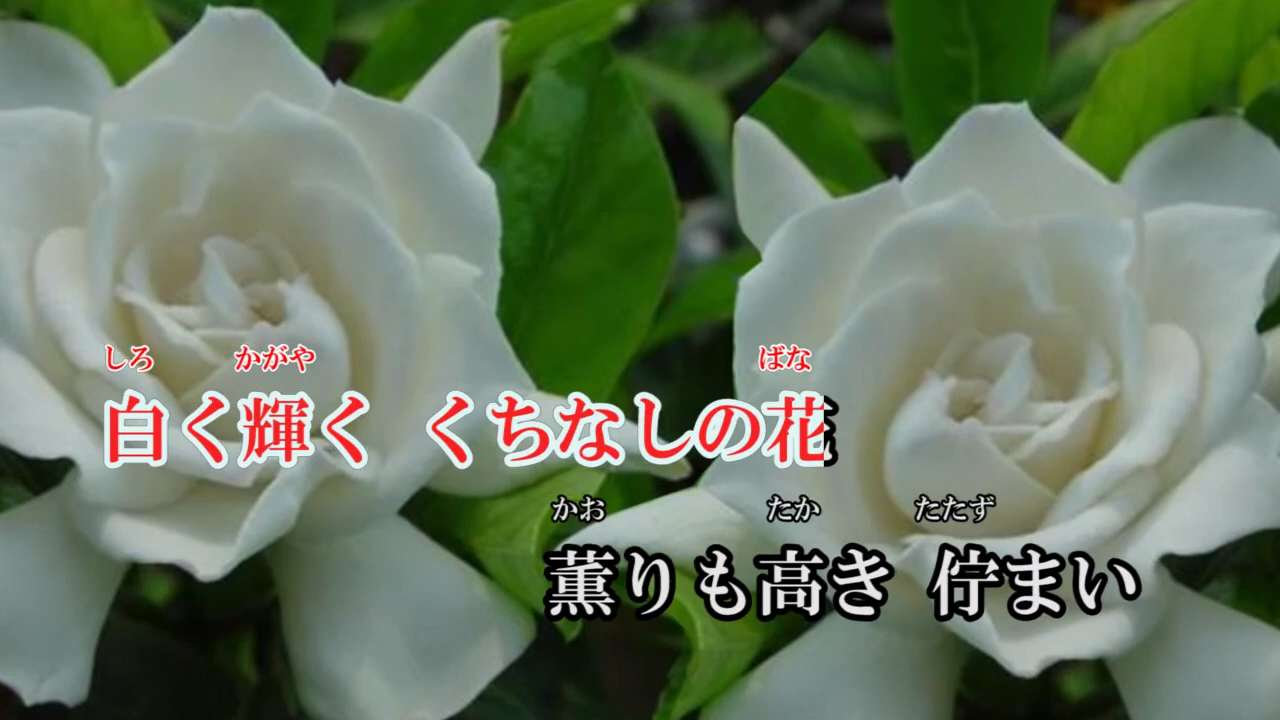 しろ かがや ばな
白く輝く くちなしの花
かお たか たたず
薫りも高き 佇まい